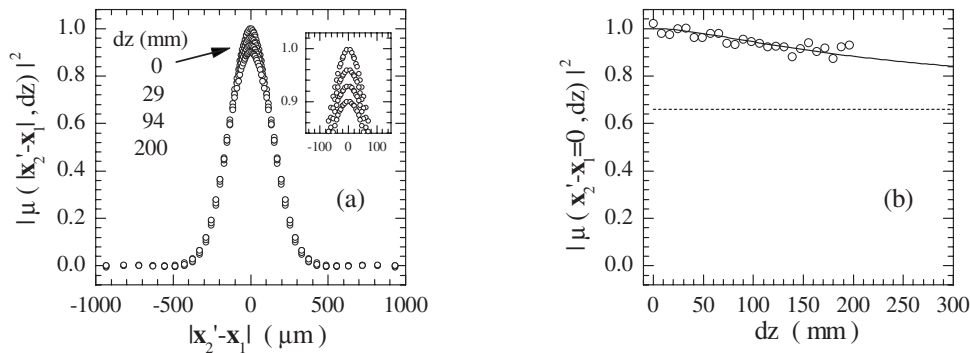 | μ ( |x₂'-x₁| ,dz) |²
1.0
0.8
0.6
0.4
0.2
0.0
dz (mm)
0
29
94
200
1.0
0.9
-100 0 100
(a)
-1000 -500 0 500 1000
|x₂'-x₁| ( μm )
| μ ( x₂'-x₁=0 ,dz) |²
1.0
0.8
0.6
0.4
0.2
0.0
(b)
0 50 100 150 200 250 300
dz ( mm )